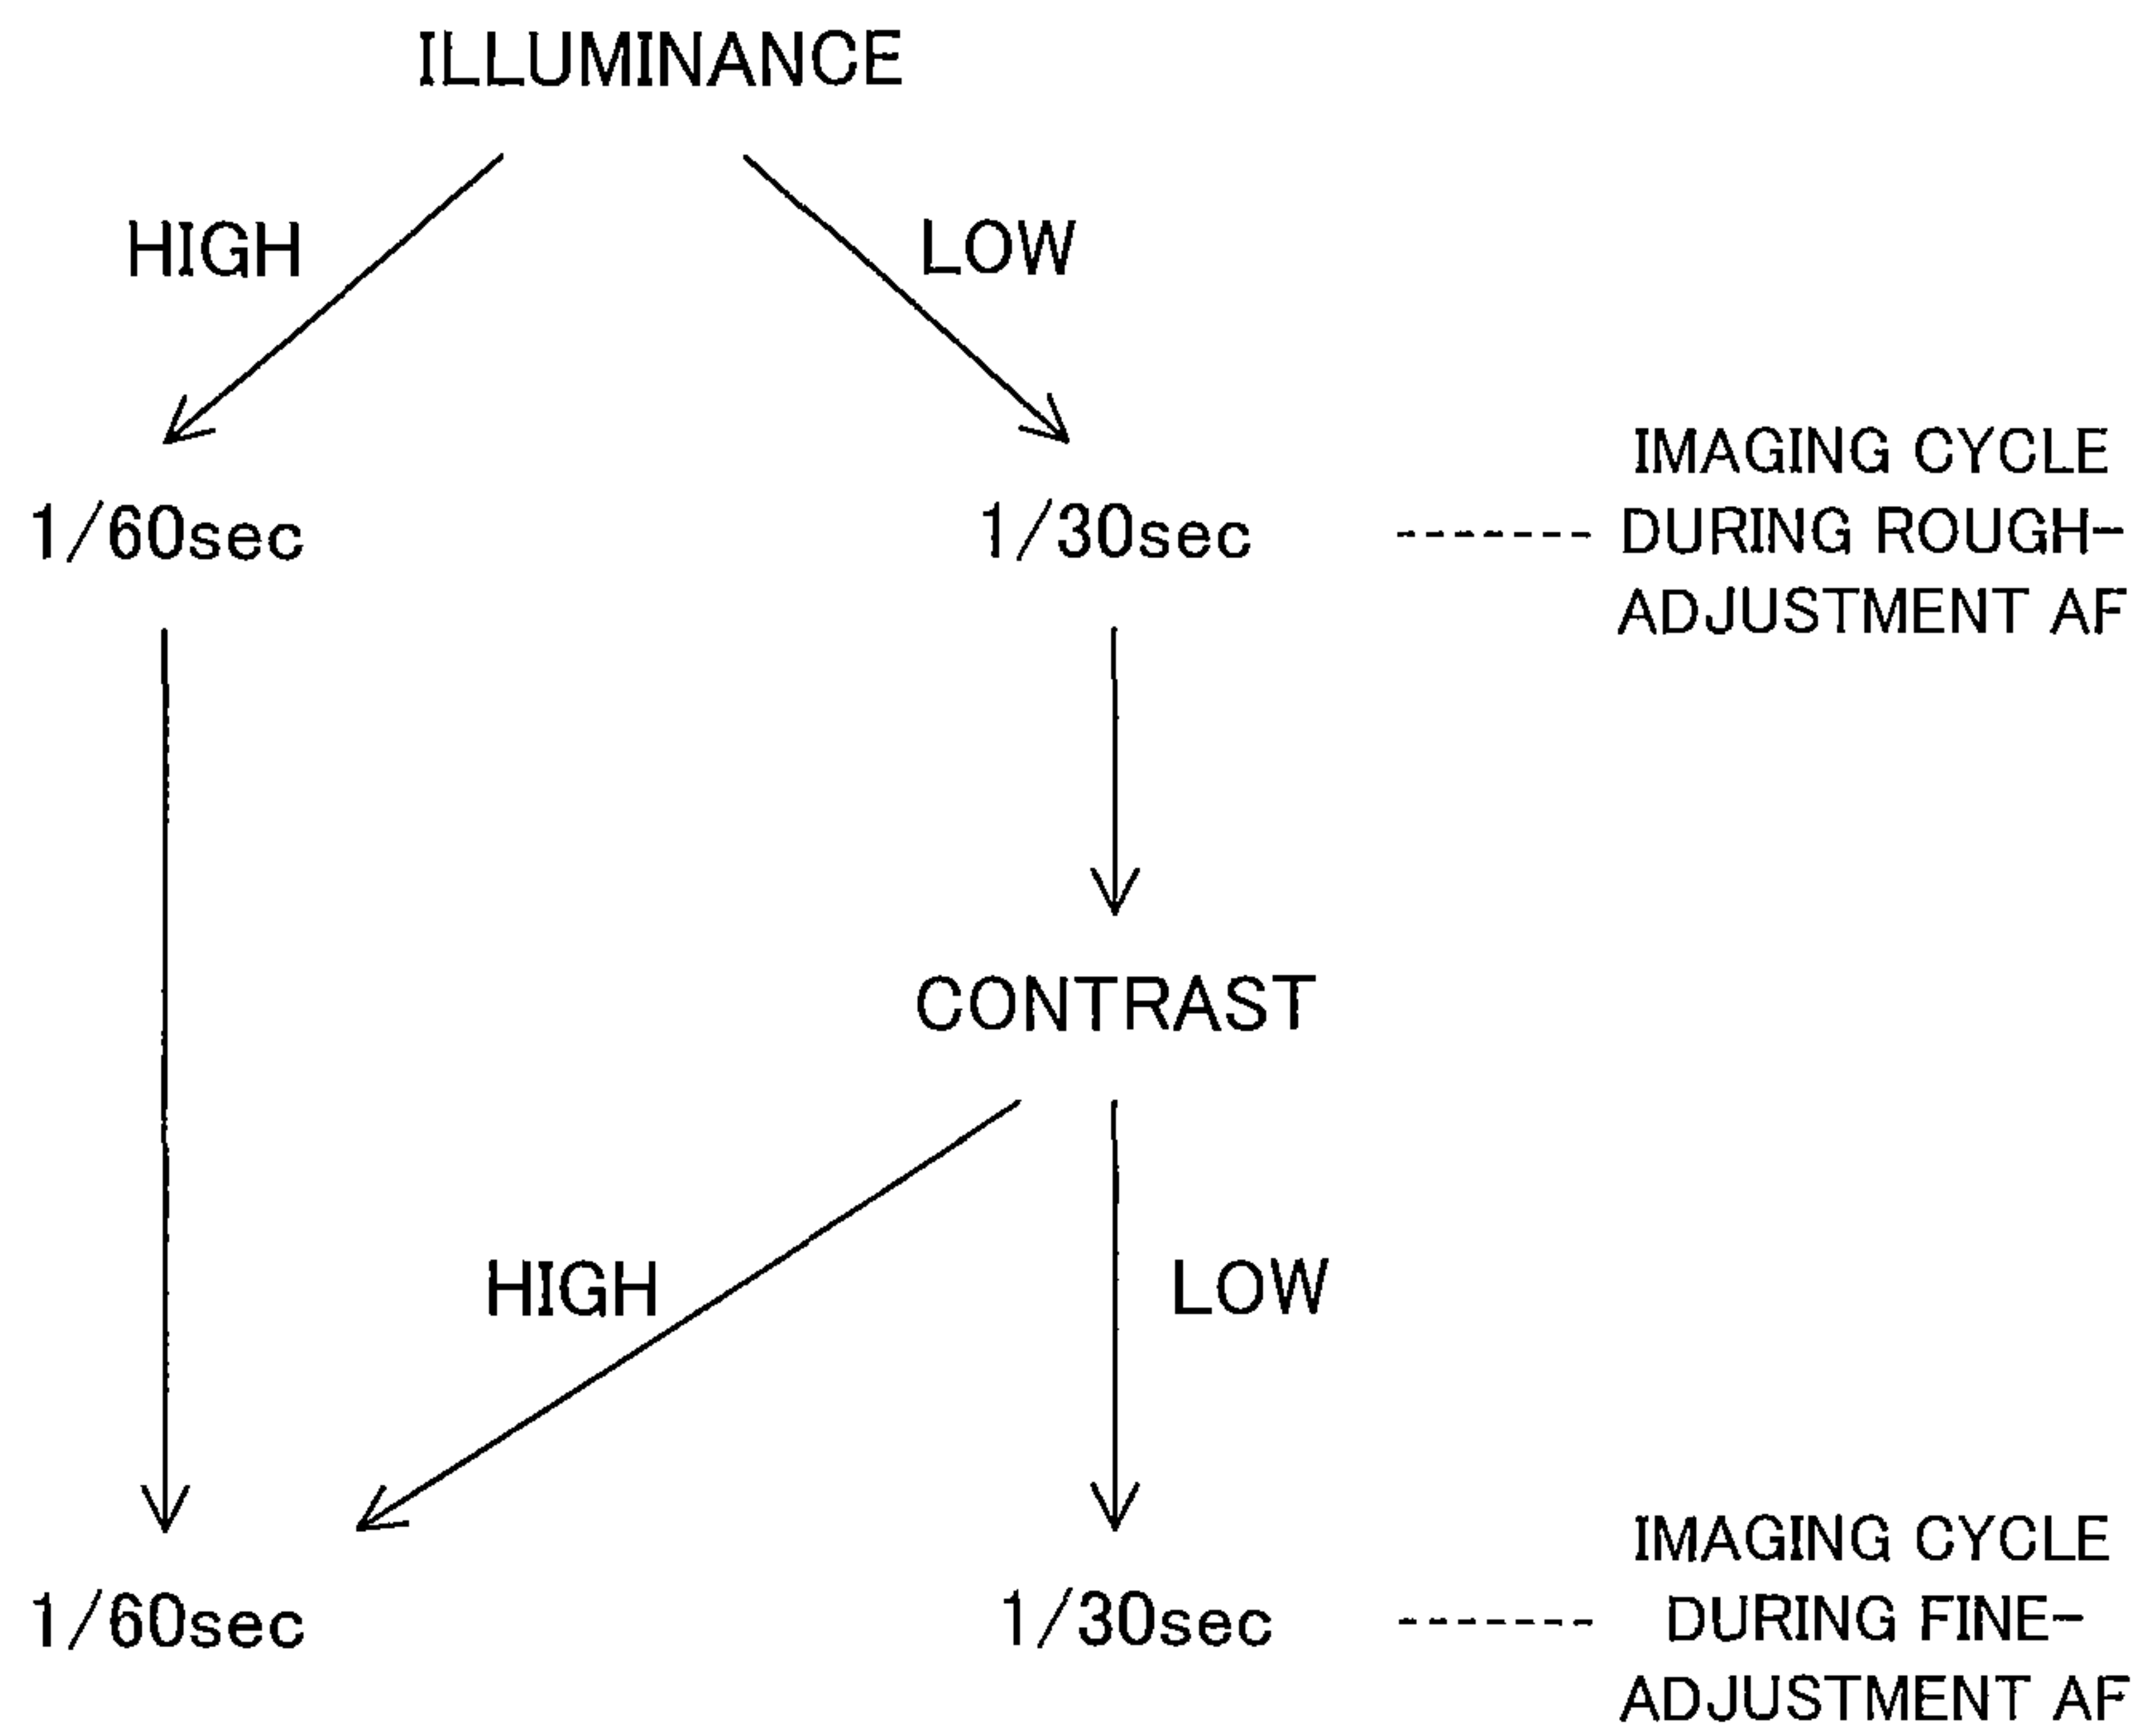 ILLUMINANCE
HIGH
LOW
1/60sec
1/30sec
IMAGING CYCLE
DURING ROUGH-
ADJUSTMENT AF
CONTRAST
HIGH
LOW
1/60sec
1/30sec
IMAGING CYCLE
DURING FINE-
ADJUSTMENT AF